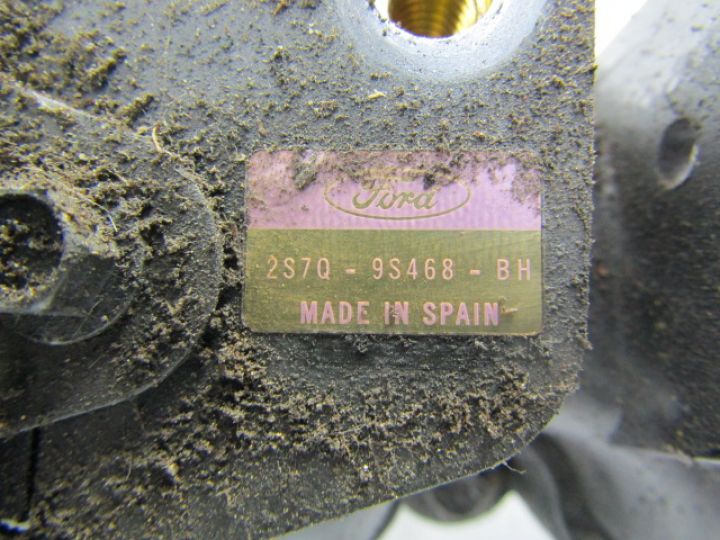 Ford
2S7Q - 9S468 - BH
MADE IN SPAIN